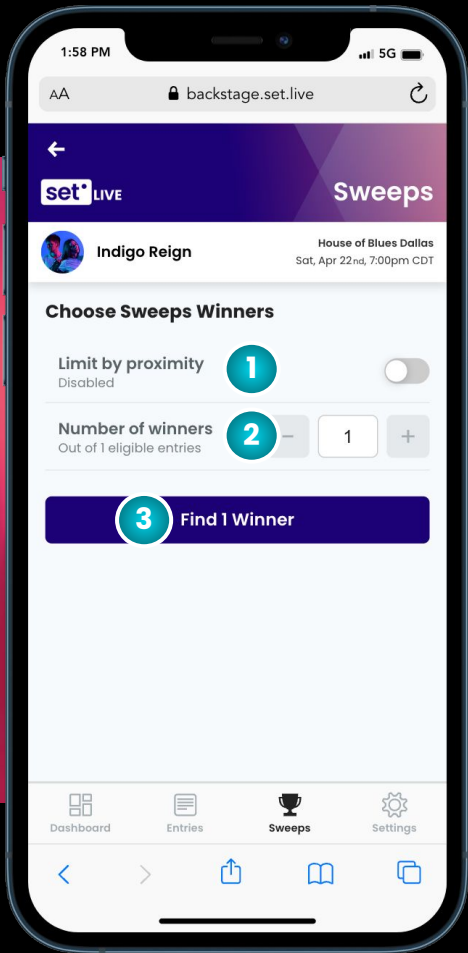 1:58 PM
5G
AA
backstage.set.live
set LIVE
Sweeps
Indigo Reign
House of Blues Dallas
Sat, Apr 22nd, 7:00pm CDT
Choose Sweeps Winners
Limit by proximity
1
Disabled
Number of winners
2
−
1
+
Out of 1 eligible entries
3
Find 1 Winner
Dashboard
Entries
Sweeps
Settings